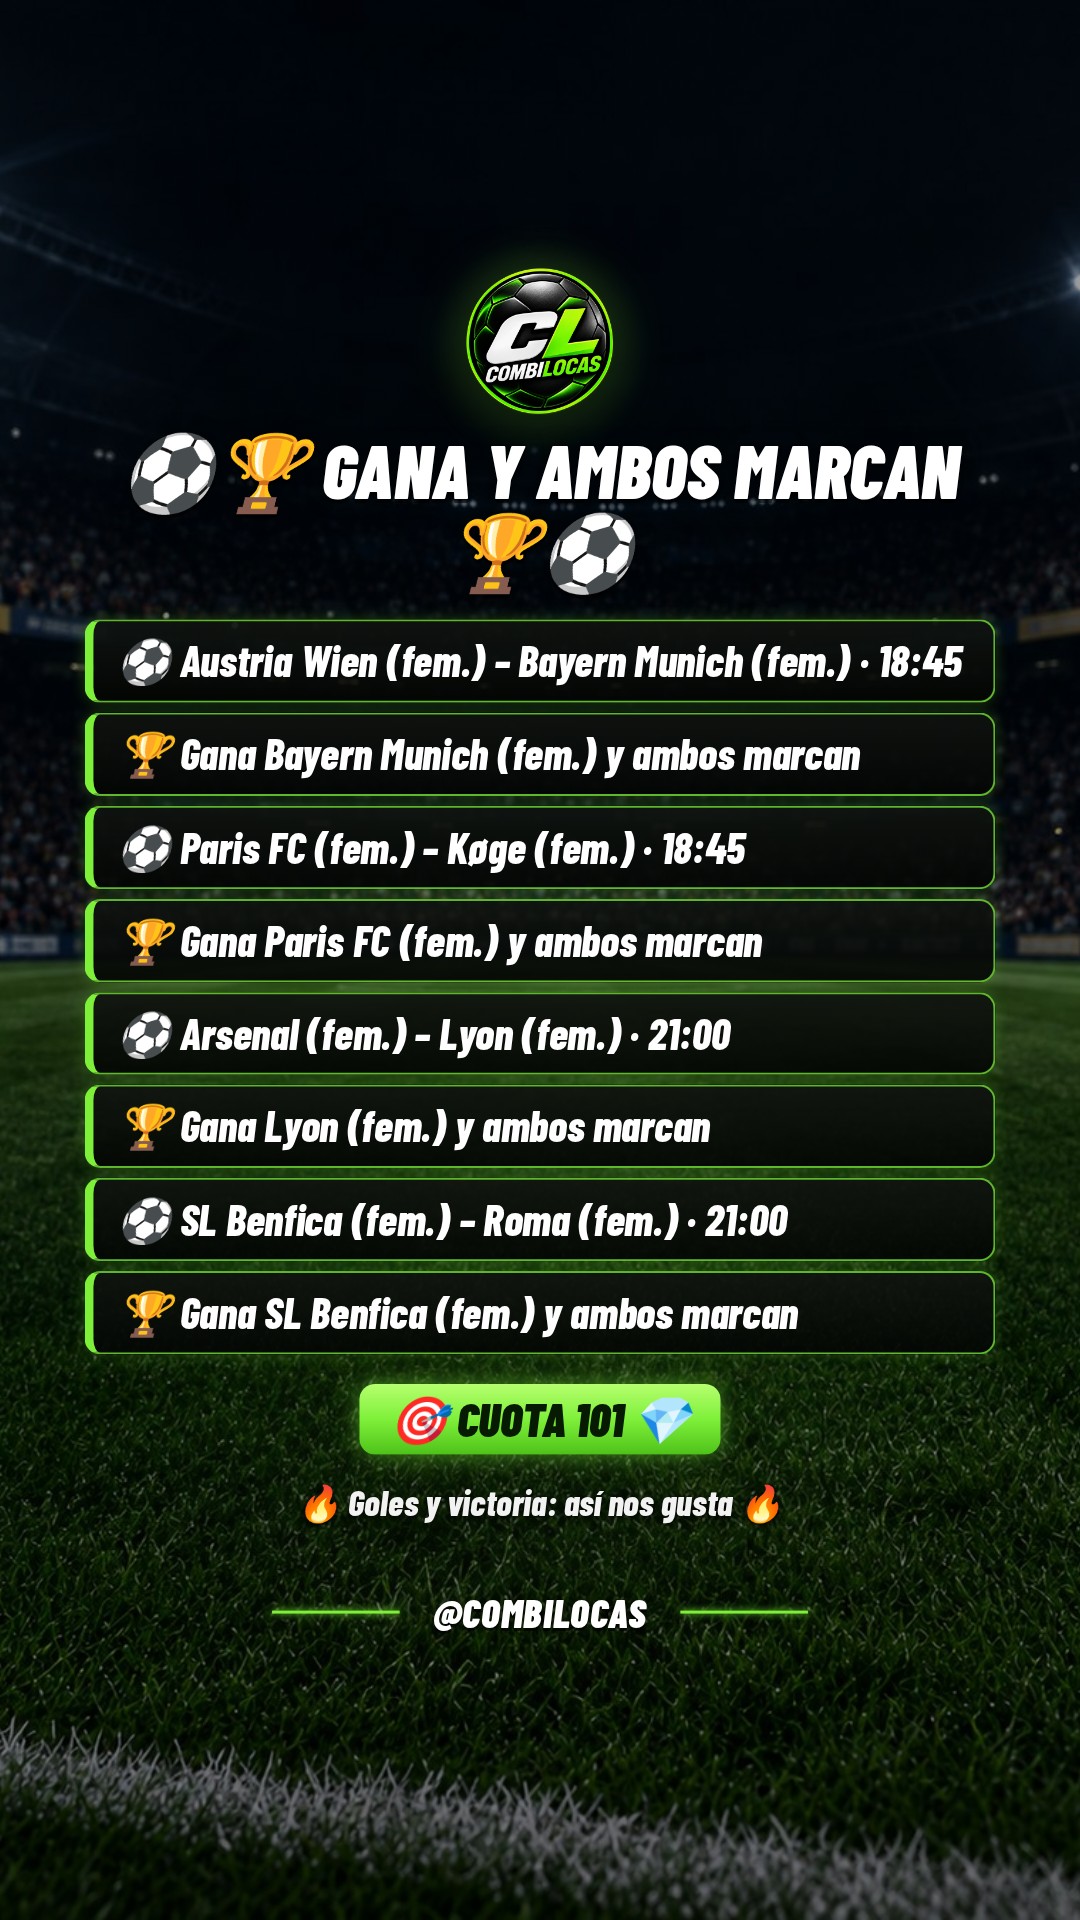 CL
COMBILOCAS
⚽🏆 GANA Y AMBOS MARCAN
🏆⚽
⚽ Austria Wien (fem.) – Bayern Munich (fem.) · 18:45
🏆 Gana Bayern Munich (fem.) y ambos marcan
⚽ Paris FC (fem.) – Køge (fem.) · 18:45
🏆 Gana Paris FC (fem.) y ambos marcan
⚽ Arsenal (fem.) – Lyon (fem.) · 21:00
🏆 Gana Lyon (fem.) y ambos marcan
⚽ SL Benfica (fem.) – Roma (fem.) · 21:00
🏆 Gana SL Benfica (fem.) y ambos marcan
🎯 CUOTA 101 💎
🔥 Goles y victoria: así nos gusta 🔥
@COMBILOCAS